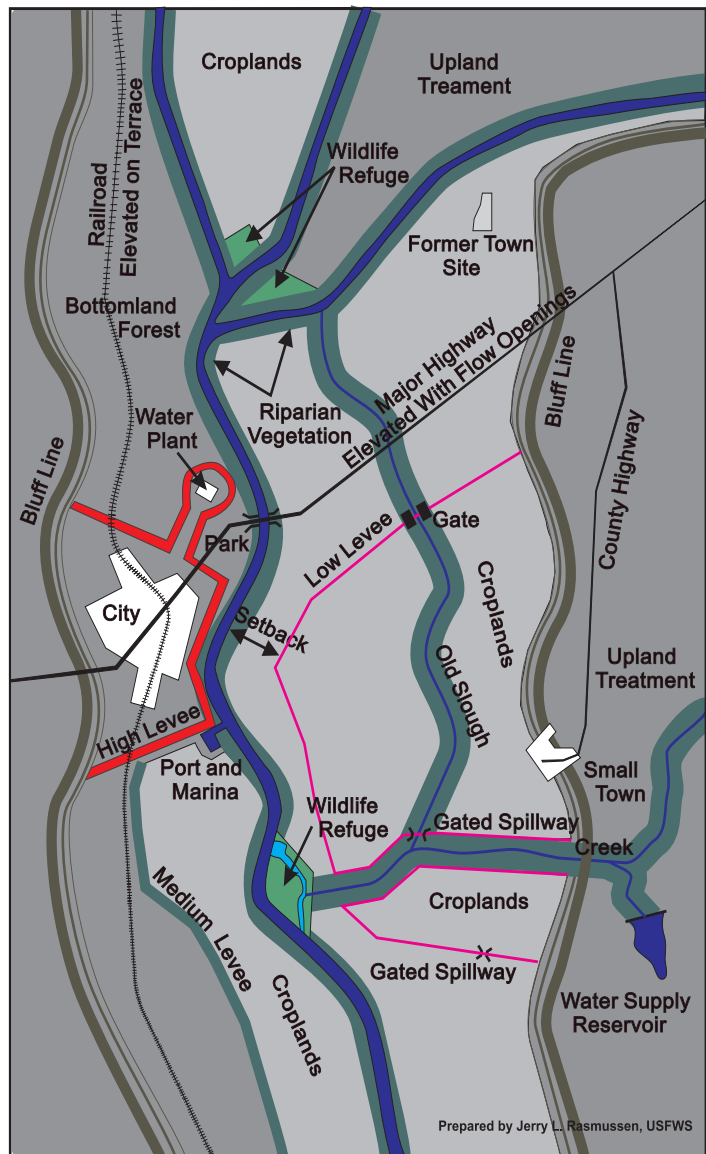 Croplands
Upland
Treament
Railroad
Elevated on Terrace
Wildlife
Refuge
Former Town
Site
Bottomland
Forest
Major Highway
Elevated With Flow Openings
Bluff Line
Riparian
Vegetation
Water
Plant
Bluff Line
County Highway
Park
Low Levee
Gate
City
Setback
Croplands
Old Slough
Upland
Treatment
High Levee
Port and
Marina
Small
Town
Wildlife
Refuge
Gated Spillway
Creek
Medium Levee
Croplands
Croplands
Gated Spillway
Water Supply
Reservoir
Prepared by Jerry L. Rasmussen, USFWS